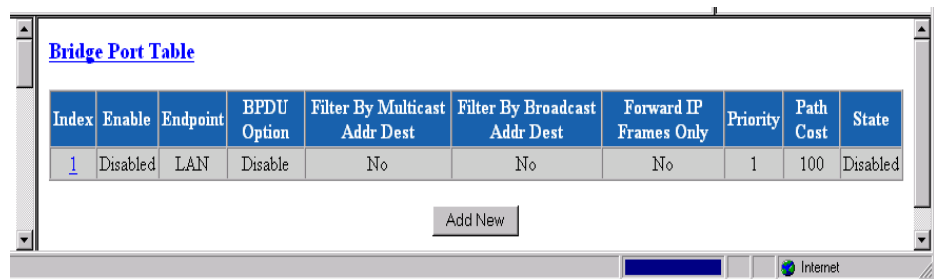 Bridge Port Table
Index Enable Endpoint BPDU Option Filter By Multicast Addr Dest Filter By Broadcast Addr Dest Forward IP Frames Only Priority Path Cost State
1 Disabled LAN Disable No No No 1 100 Disabled
Add New
Internet